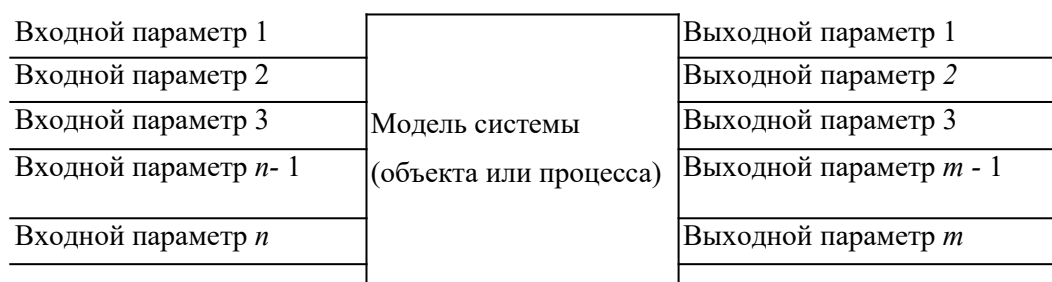 Входной параметр 1
Входной параметр 2
Входной параметр 3
Входной параметр n- 1
Входной параметр n
Модель системы
(объекта или процесса)
Выходной параметр 1
Выходной параметр 2
Выходной параметр 3
Выходной параметр m - 1
Выходной параметр m